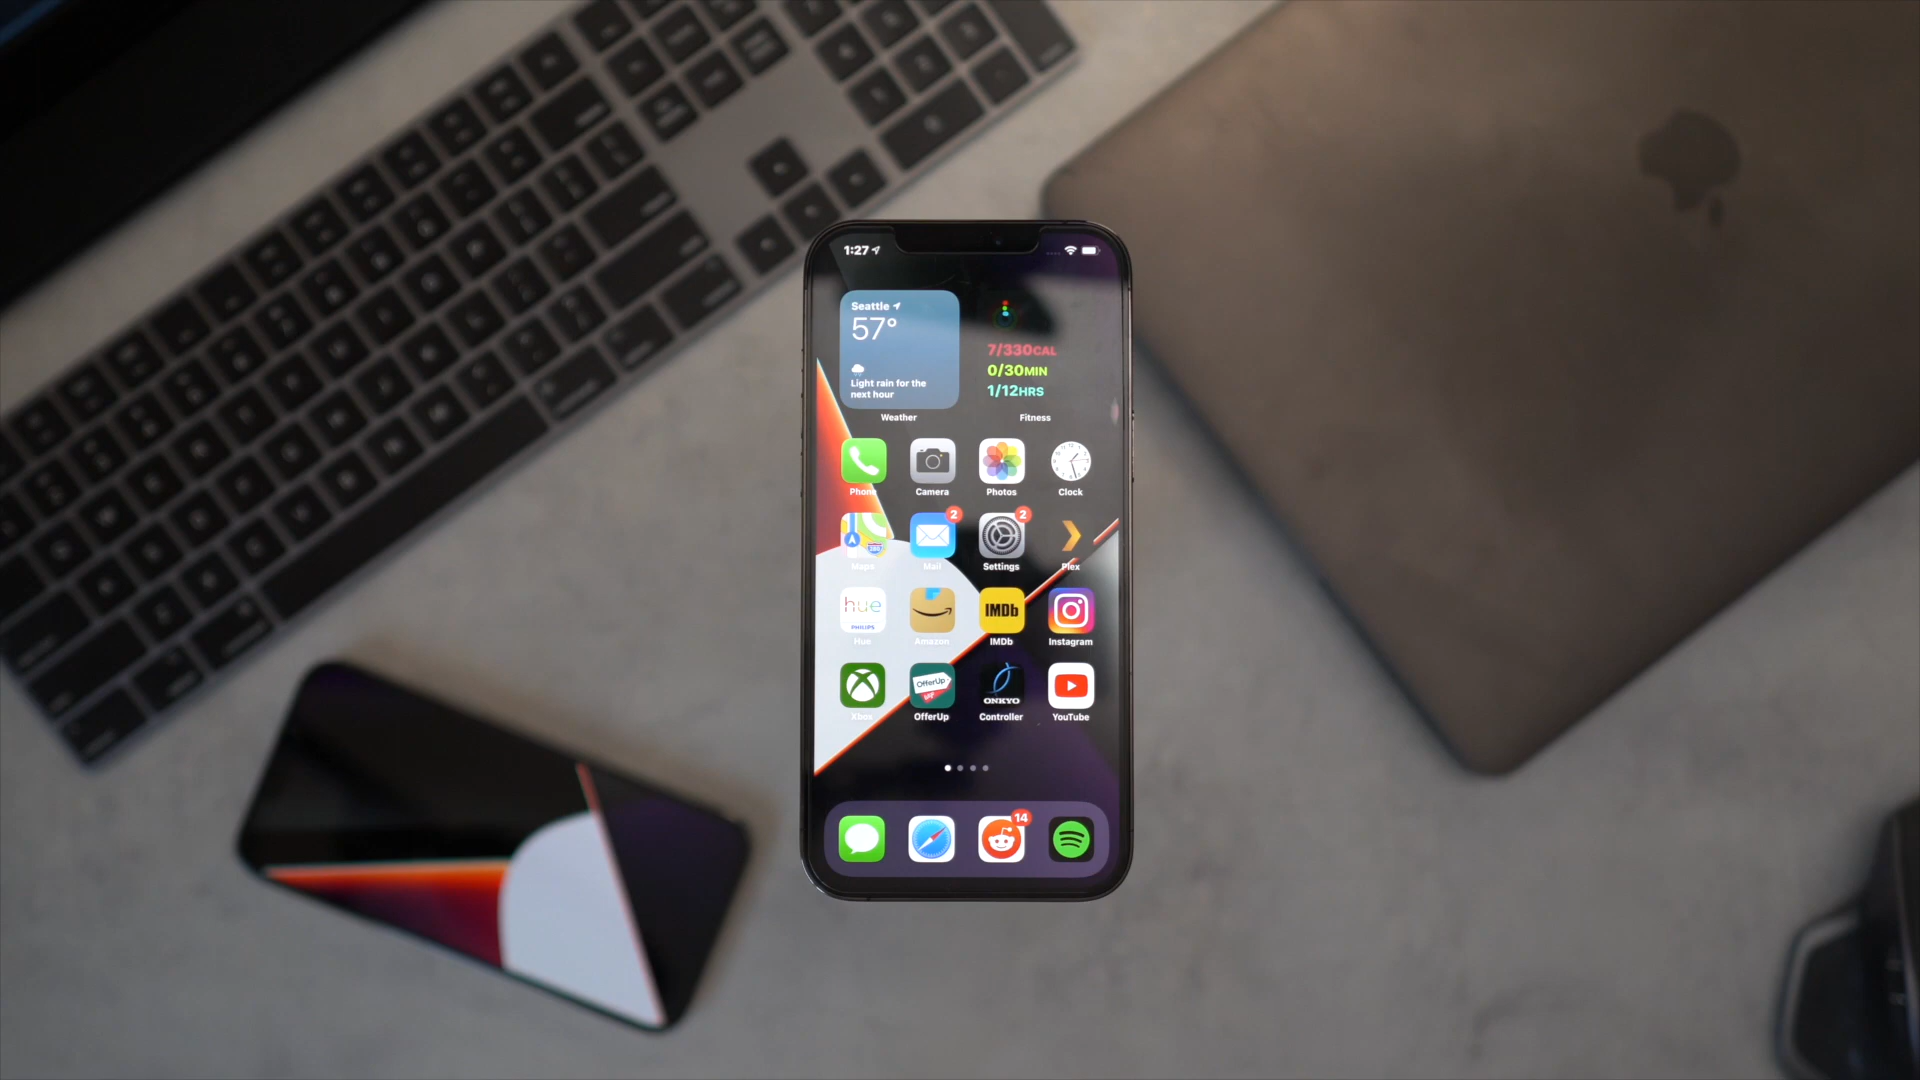 1:27
Seattle
57°
Light rain for the
next hour
7/330CAL
0/30MIN
1/12HRS
Weather
Fitness
Phone
Camera
Photos
Clock
2
2
Maps
Mail
Settings
Plex
hue
PHILIPS
IMDb
Hue
Amazon
IMDb
Instagram
OfferUp
ONKYO
Xbox
OfferUp
Controller
YouTube
14